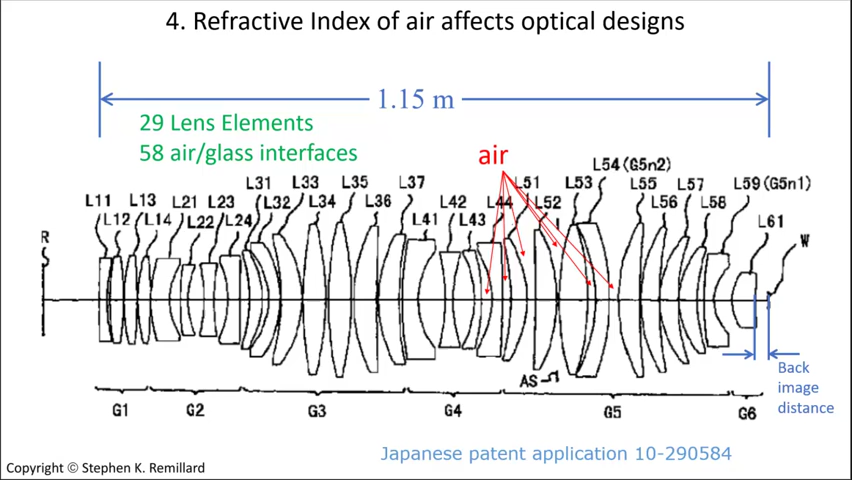 4. Refractive Index of air affects optical designs
1.15 m
29 Lens Elements
58 air/glass interfaces
air
L54 (G5n2)
L31 L33 L35 L37 L51 L53 L55 L57 L59 (G5n1)
L11 L13 L21 L23 L32 L34 L36 L42 L44 L52 L56 L58
L12 L14 L22 L24 L41 L43 L61
R
W
AS
Back
image
distance
G1 G2 G3 G4 G5 G6
Japanese patent application 10-290584
Copyright © Stephen K. Remillard